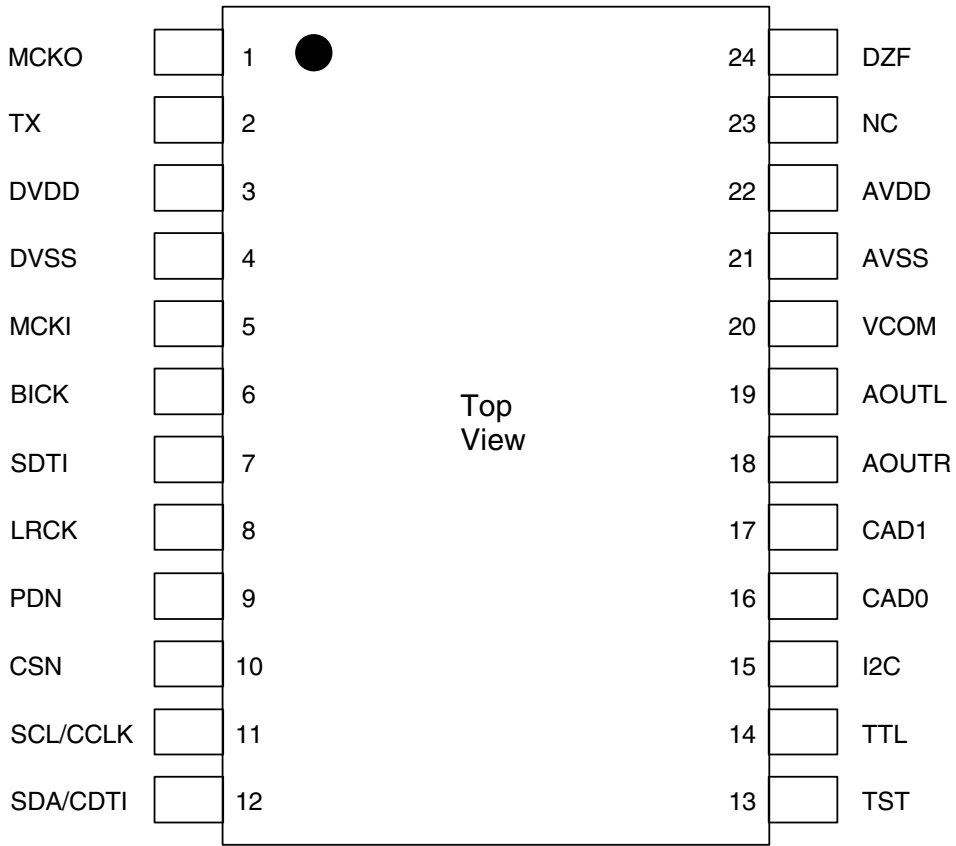 MCKO 1 24 DZF
TX 2 23 NC
DVDD 3 22 AVDD
DVSS 4 21 AVSS
MCKI 5 20 VCOM
BICK 6 19 AOUTL
Top
View
SDTI 7 18 AOUTR
LRCK 8 17 CAD1
PDN 9 16 CAD0
CSN 10 15 I2C
SCL/CCLK 11 14 TTL
SDA/CDTI 12 13 TST